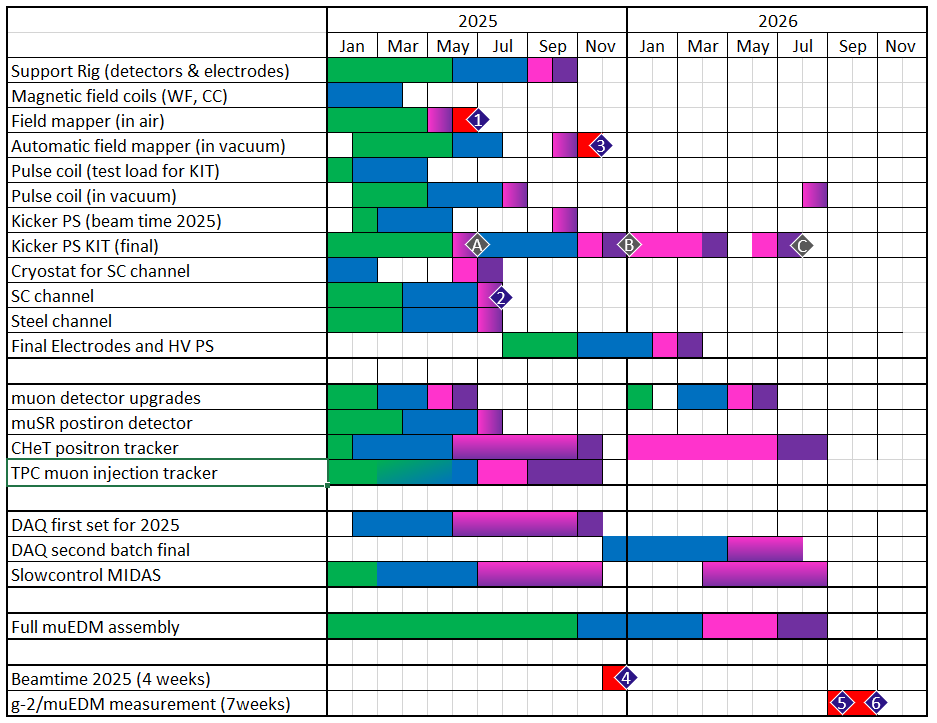 2025 2026
Jan Mar May Jul Sep Nov Jan Mar May Jul Sep Nov
Support Rig (detectors & electrodes)
Magnetic field coils (WF, CC)
Field mapper (in air) 1
Automatic field mapper (in vacuum) 3
Pulse coil (test load for KIT)
Pulse coil (in vacuum)
Kicker PS (beam time 2025)
Kicker PS KIT (final) A B C
Cryostat for SC channel
SC channel 2
Steel channel
Final Electrodes and HV PS
muon detector upgrades
muSR postiron detector
CHeT positron tracker
TPC muon injection tracker
DAQ first set for 2025
DAQ second batch final
Slowcontrol MIDAS
Full muEDM assembly
Beamtime 2025 (4 weeks) 4
g-2/muEDM measurement (7weeks) 5 6